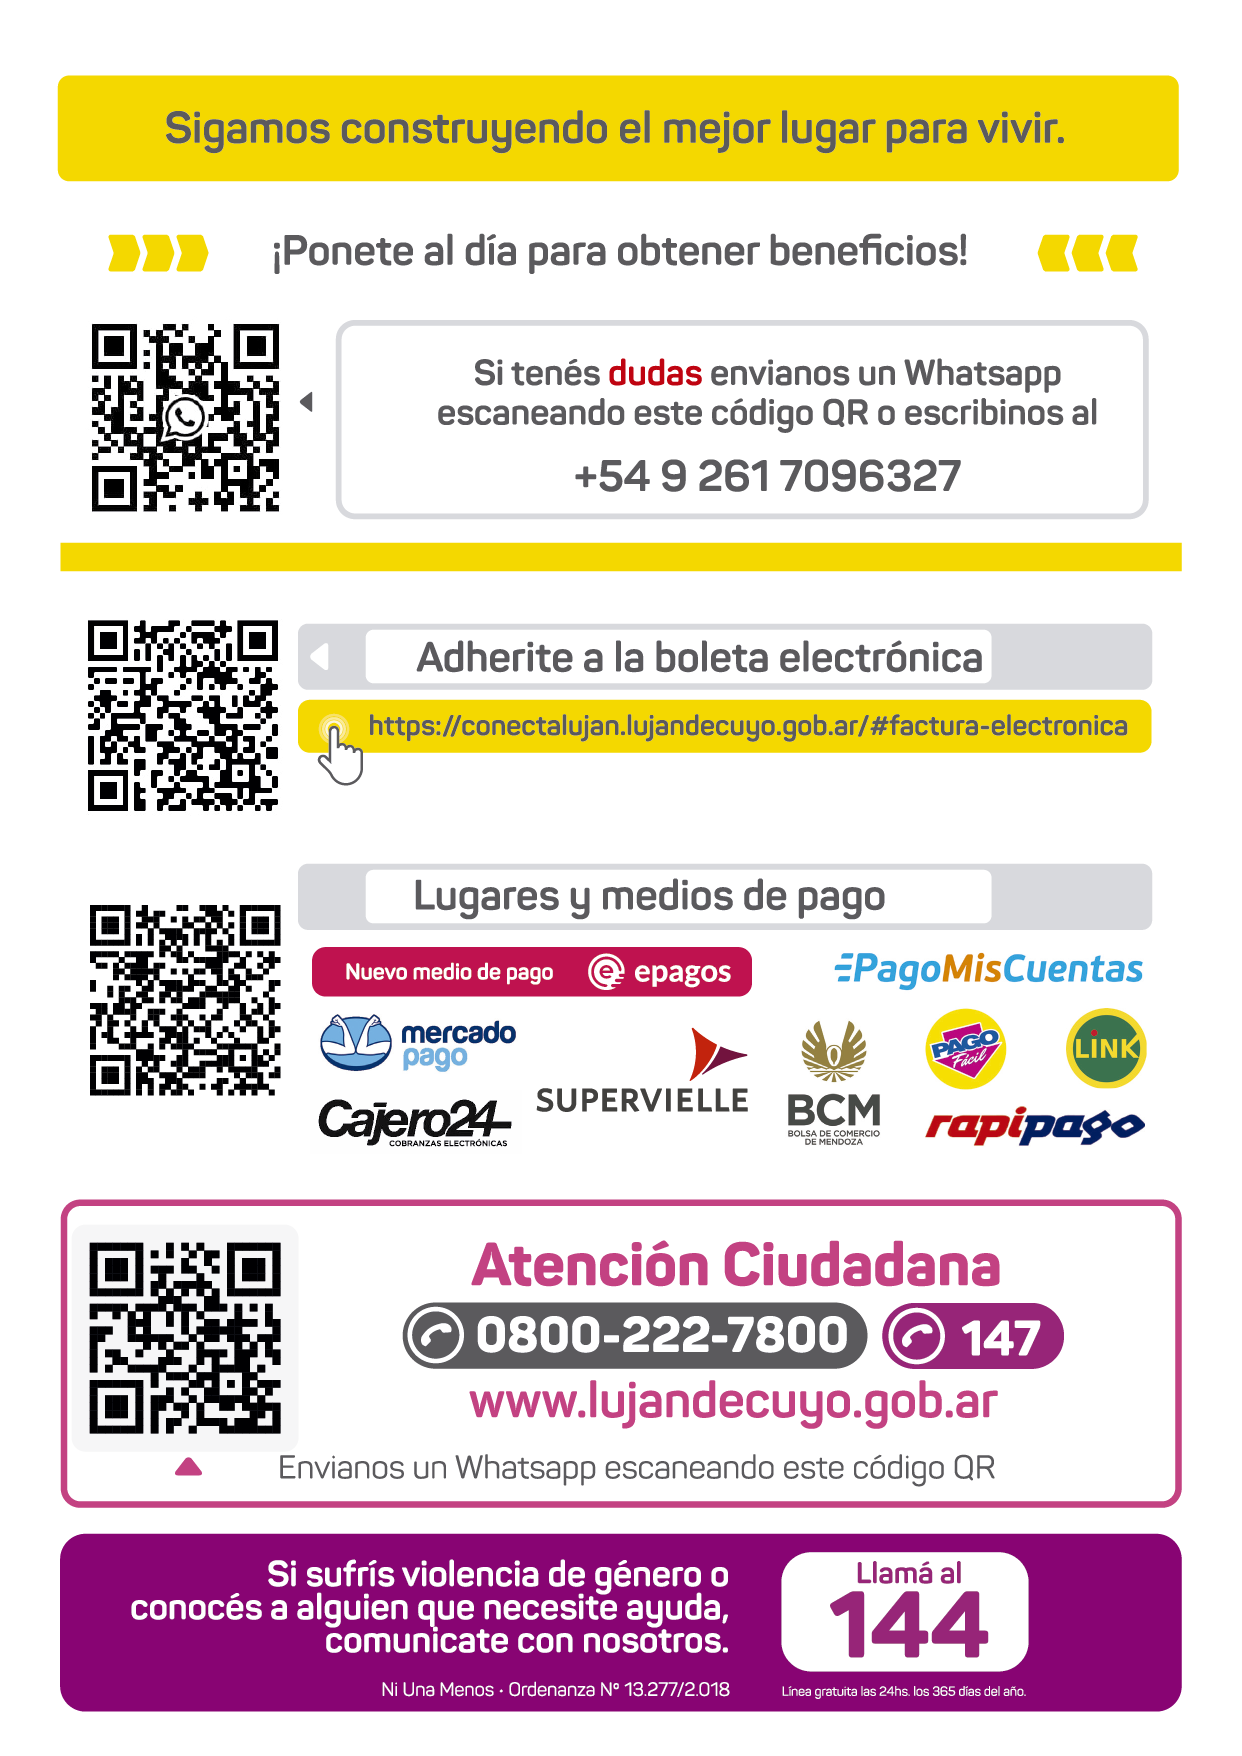 Sigamos construyendo el mejor lugar para vivir.
¡Ponete al día para obtener beneficios!
Si tenés dudas envianos un Whatsapp
escaneando este código QR o escribinos al
+54 9 261 7096327
Adherite a la boleta electrónica
https://conectalujan.lujandecuyo.gob.ar/#factura-electronica
Lugares y medios de pago
Nuevo medio de pago epagos
PagoMisCuentas
mercado
pago
SUPERVIELLE
BCM
BOLSA DE COMERCIO
DE MENDOZA
PAGO
Fácil
LINK
Cajero24
COBRANZAS ELECTRÓNICAS
rapipago
Atención Ciudadana
0800-222-7800 147
www.lujandecuyo.gob.ar
Envianos un Whatsapp escaneando este código QR
Si sufrís violencia de género o
conocés a alguien que necesite ayuda,
comunicate con nosotros.
Ni Una Menos • Ordenanza Nº 13.277/2.018
Llamá al
144
Línea gratuita las 24hs. los 365 días del año.